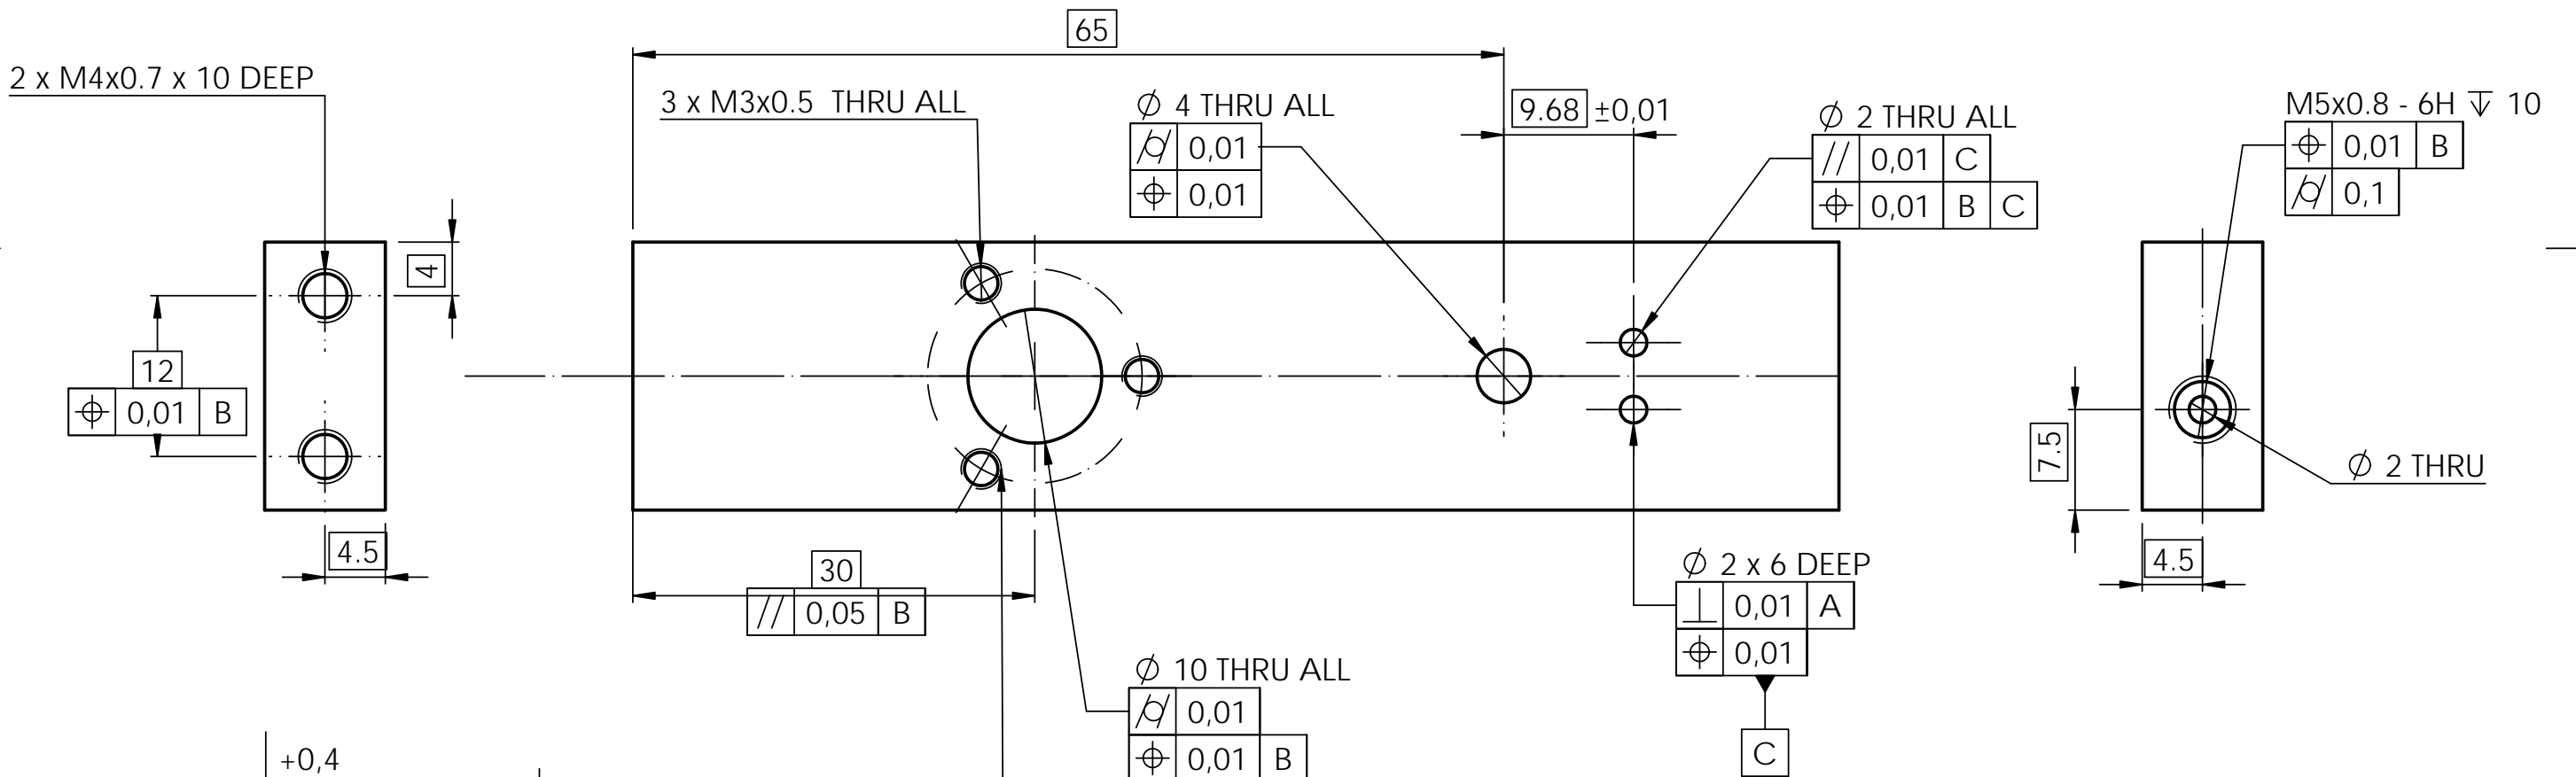 65
2 x M4x0.7 x 10 DEEP
3 x M3x0.5 THRU ALL
∅ 4 THRU ALL
⌭ 0,01
⌖ 0,01
9.68 ±0,01
∅ 2 THRU ALL
// 0,01 C
⌖ 0,01 B C
M5x0.8 - 6H ↧ 10
⌖ 0,01 B
⌭ 0,1
4
12
⌖ 0,01 B
4.5
30
// 0,05 B
∅ 10 THRU ALL
⌭ 0,01
⌖ 0,01 B
∅ 2 x 6 DEEP
⊥ 0,01 A
⌖ 0,01
C
7.5
∅ 2 THRU
4.5
+0,4